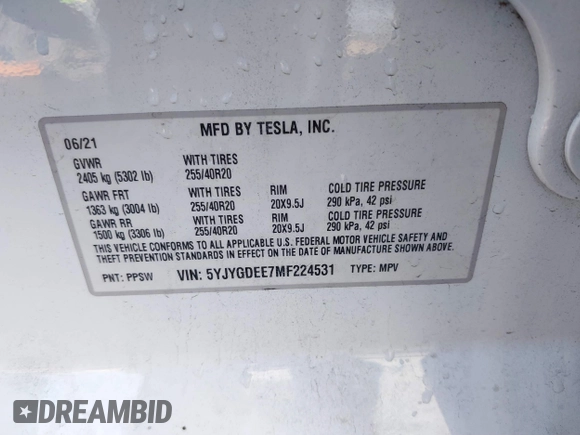 MFD BY TESLA, INC.
06/21
GVWR WITH TIRES
2405 kg (5302 lb) 255/40R20
GAWR FRT WITH TIRES RIM COLD TIRE PRESSURE
1363 kg (3004 lb) 255/40R20 20X9.5J 290 kPa, 42 psi
GAWR RR WITH TIRES RIM COLD TIRE PRESSURE
1500 kg (3306 lb) 255/40R20 20X9.5J 290 kPa, 42 psi
THIS VEHICLE CONFORMS TO ALL APPLICABLE U.S. FEDERAL MOTOR VEHICLE SAFETY AND
THEFT PREVENTION STANDARDS IN EFFECT ON THE DATE OF MANUFACTURE SHOWN ABOVE.
PNT: PPSW VIN: 5YJYGDEE7MF224531 TYPE: MPV
DREAMBID